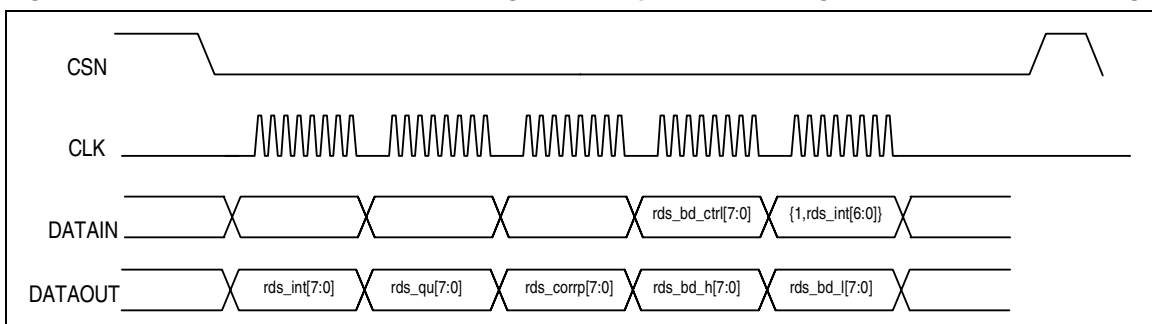 CSN
CLK
DATAIN rds_bd_ctrl[7:0] {1,rds_int[6:0]}
DATAOUT rds_int[7:0] rds_qu[7:0] rds_corrp[7:0] rds_bd_h[7:0] rds_bd_l[7:0]